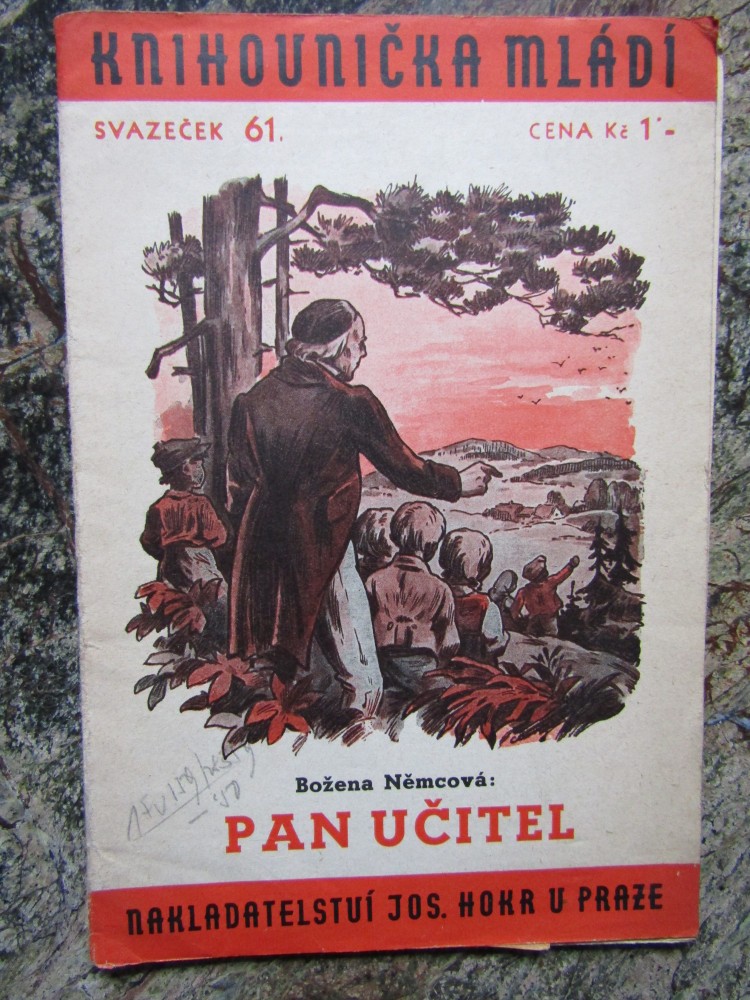 KNIHOVNIČKA MLÁDÍ
SVAZEČEK 61.
CENA Kč 1·-
Božena Němcová:
PAN UČITEL
NAKLADATELSTVÍ JOS. HOKR V PRAZE